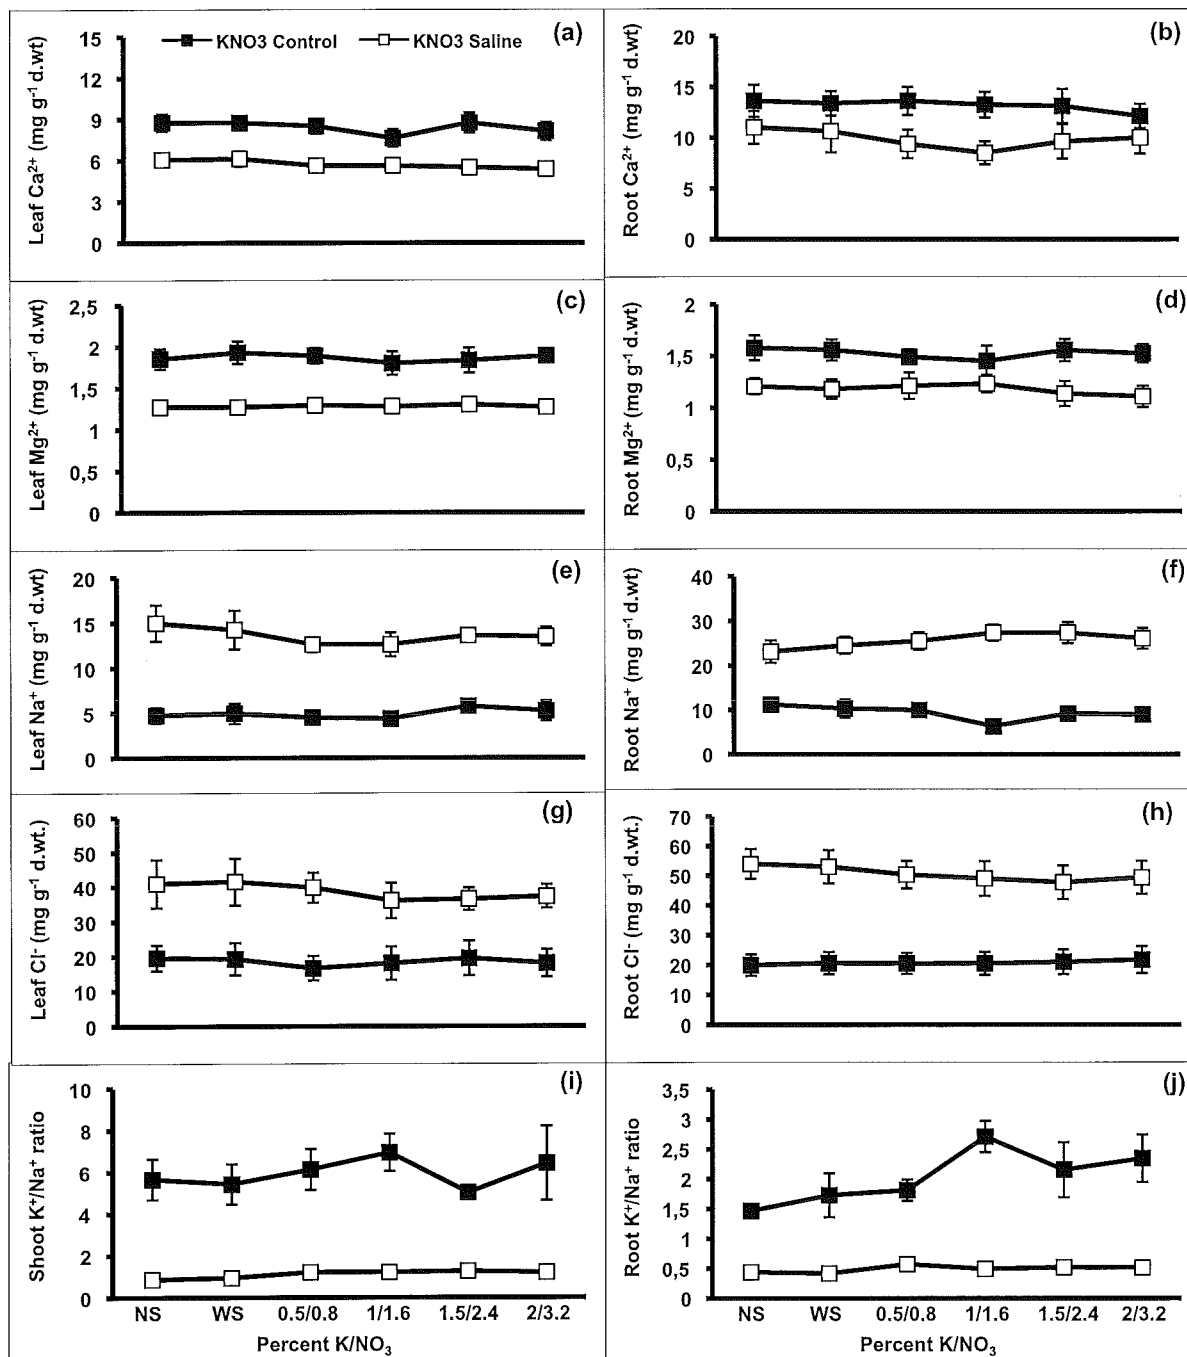 KNO3 Control KNO3 Saline
(a)
Leaf Ca²⁺ (mg g⁻¹ d.wt)
15
12
9
6
3
0
(b)
Root Ca²⁺ (mg g⁻¹ d.wt)
20
15
10
5
0
(c)
Leaf Mg²⁺ (mg g⁻¹ d.wt)
2,5
2
1,5
1
0,5
0
(d)
Root Mg²⁺ (mg g⁻¹ d.wt)
2
1,5
1
0,5
0
(e)
Leaf Na⁺ (mg g⁻¹ d.wt)
20
15
10
5
0
(f)
Root Na⁺ (mg g⁻¹ d.wt)
40
30
20
10
0
(g)
Leaf Cl⁻ (mg g⁻¹ d.wt.)
60
50
40
30
20
10
0
(h)
Root Cl⁻ (mg g⁻¹ d.wt.)
70
60
50
40
30
20
10
0
(i)
Shoot K⁺/Na⁺ ratio
10
8
6
4
2
0
NS WS 0.5/0.8 1/1.6 1.5/2.4 2/3.2
Percent K/NO₃
(j)
Root K⁺/Na⁺ ratio
3,5
3
2,5
2
1,5
1
0,5
0
NS WS 0.5/0.8 1/1.6 1.5/2.4 2/3.2
Percent K/NO₃